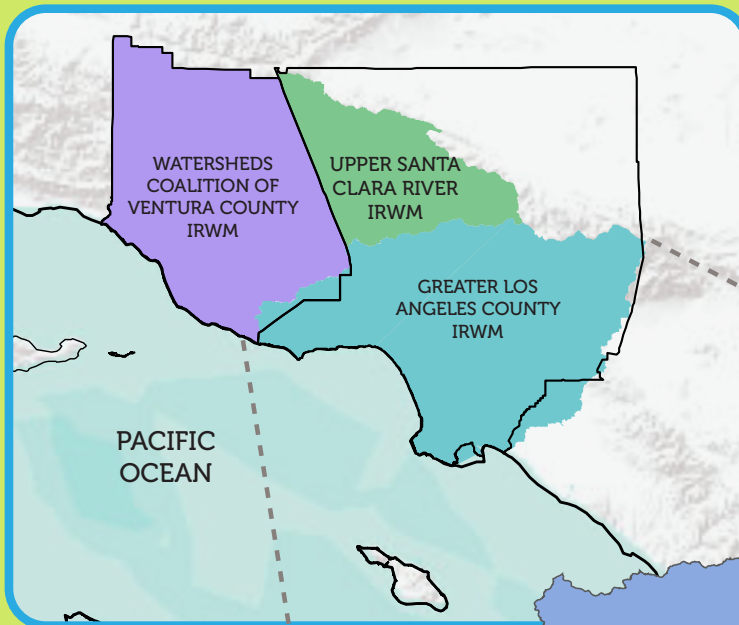 WATERSHEDS
COALITION OF
VENTURA COUNTY
IRWM
UPPER SANTA
CLARA RIVER
IRWM
GREATER LOS
ANGELES COUNTY
IRWM
PACIFIC
OCEAN